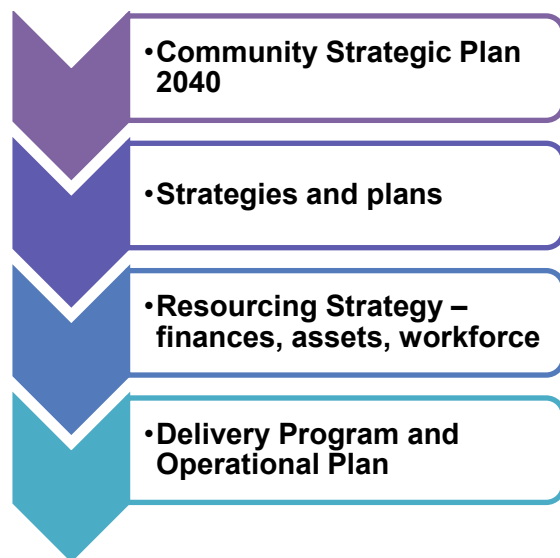 •Community Strategic Plan
2040
•Strategies and plans
•Resourcing Strategy –
finances, assets, workforce
•Delivery Program and
Operational Plan